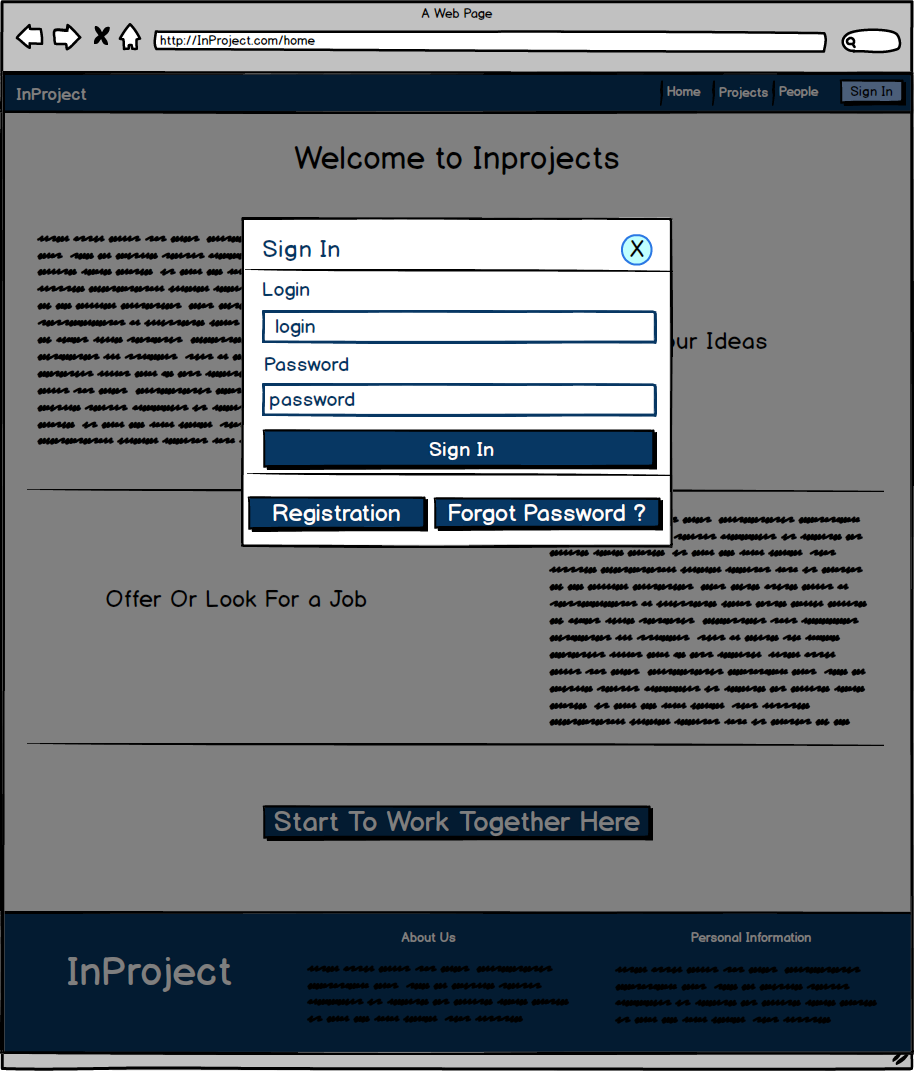 A Web Page
http://InProject.com/home
InProject
Home
Projects
People
Sign In
Welcome to Inprojects
Sign In
X
Login
login
our Ideas
Password
password
Sign In
Registration
Forgot Password ?
Offer Or Look For a Job
Start To Work Together Here
InProject
About Us
Personal Information